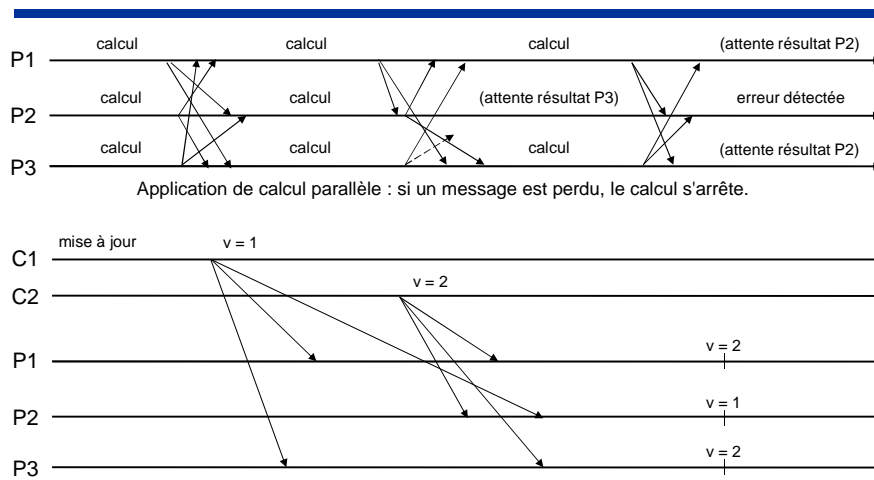 calcul calcul calcul (attente résultat P2)
P1
calcul calcul (attente résultat P3) erreur détectée
P2
calcul calcul calcul (attente résultat P2)
P3
Application de calcul parallèle : si un message est perdu, le calcul s'arrête.
mise à jour v = 1
C1
v = 2
C2
v = 2
P1
v = 1
P2
v = 2
P3